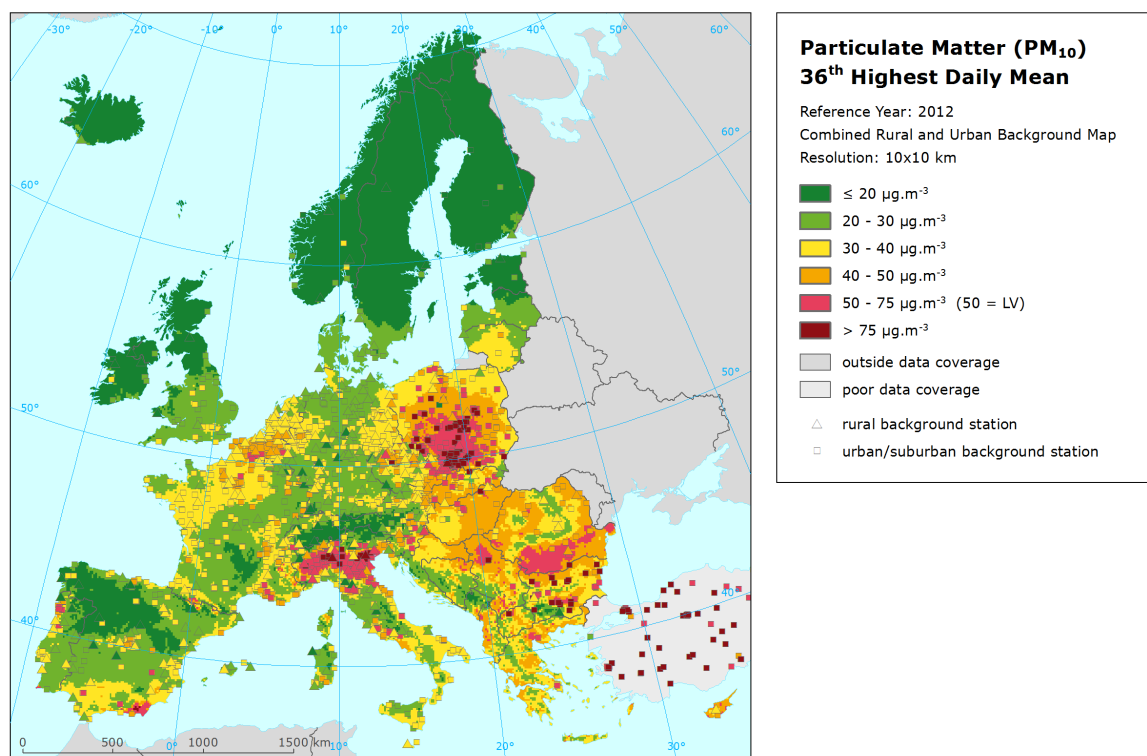 -30° -20° -10° 0° 10° 20° 30° 40° 50° 60°
60°
60°
50°
50°
40°
40°
0 500 1000 1500 km
0° 10° 20° 30°
Particulate Matter (PM₁₀)
36th Highest Daily Mean
Reference Year: 2012
Combined Rural and Urban Background Map
Resolution: 10x10 km
≤ 20 µg.m⁻³
20 - 30 µg.m⁻³
30 - 40 µg.m⁻³
40 - 50 µg.m⁻³
50 - 75 µg.m⁻³ (50 = LV)
> 75 µg.m⁻³
outside data coverage
poor data coverage
rural background station
urban/suburban background station